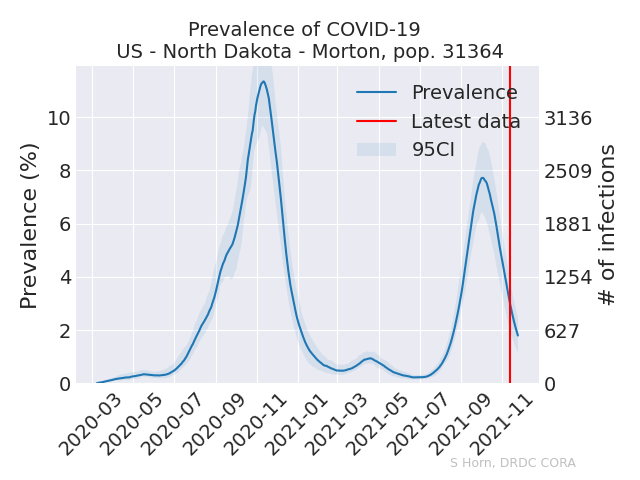 Prevalence of COVID-19
US - North Dakota - Morton, pop. 31364
Prevalence (%)
10
8
6
4
2
0
Prevalence
Latest data
95CI
3136
2509
1881
1254
627
0
# of infections
2020-03
2020-05
2020-07
2020-09
2020-11
2021-01
2021-03
2021-05
2021-07
2021-09
2021-11
S Horn, DRDC CORA